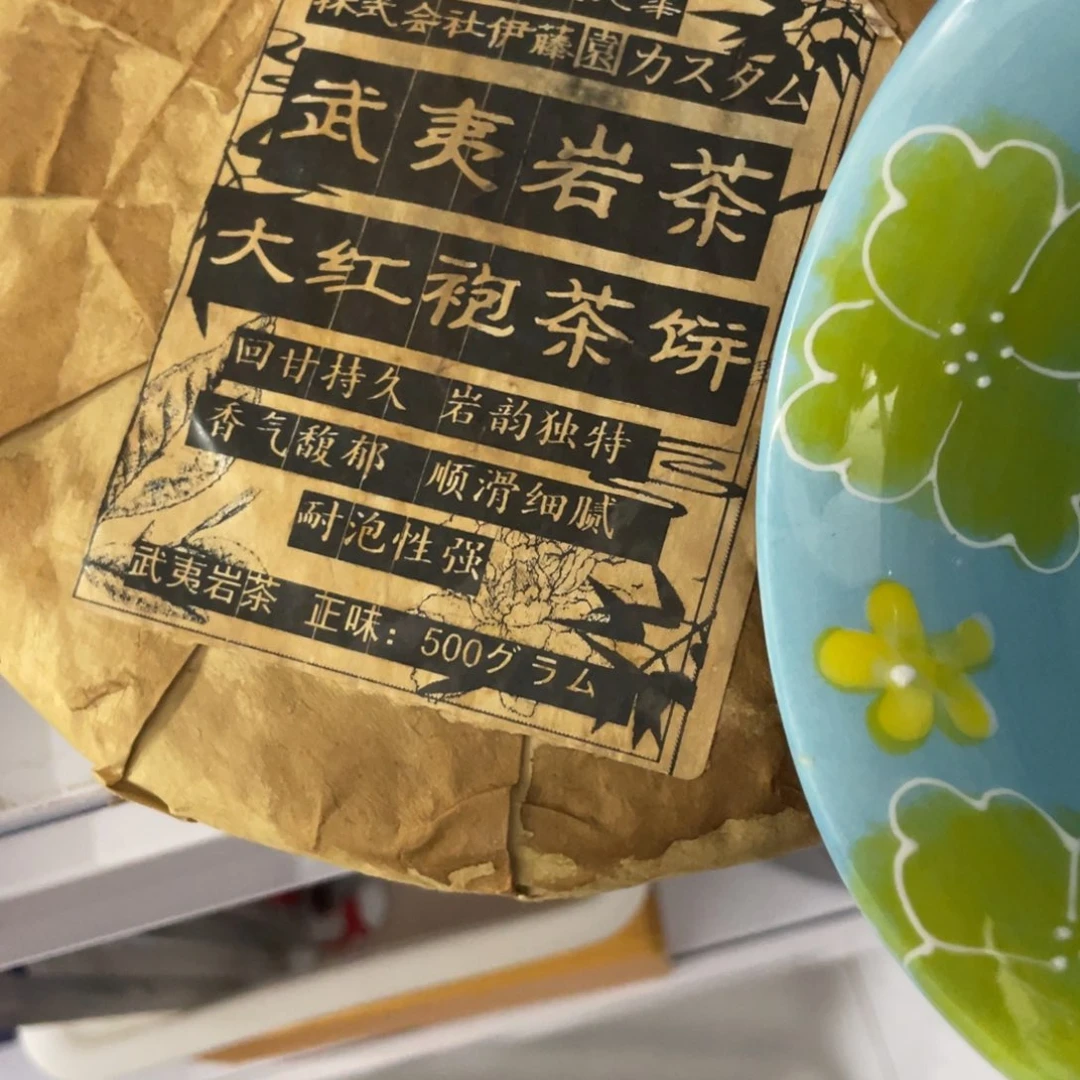 株式会社伊藤園カスタム
武夷岩茶
大红袍茶饼
回甘持久 岩韵独特
香气馥郁 顺滑细腻
耐泡性强
武夷岩茶 正味：500グラム